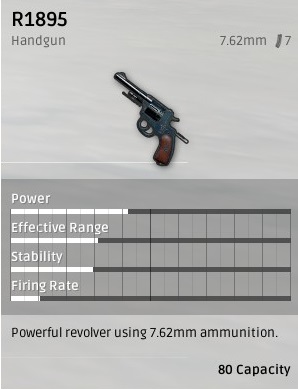 R1895
Handgun 7.62mm 7
Power
Effective Range
Stability
Firing Rate
Powerful revolver using 7.62mm ammunition.
80 Capacity